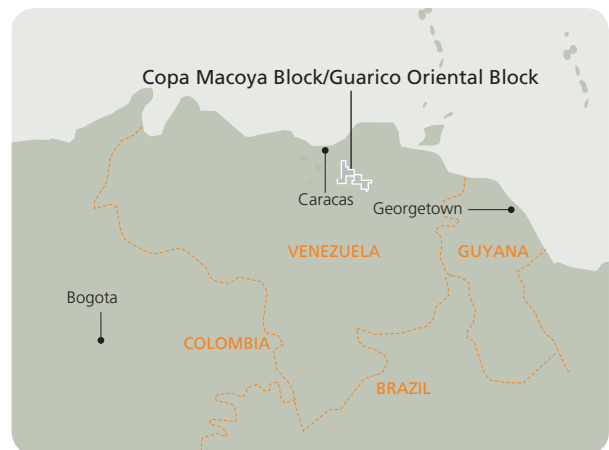 Copa Macoya Block/Guarico Oriental Block
Caracas
Georgetown
VENEZUELA
GUYANA
Bogota
COLOMBIA
BRAZIL